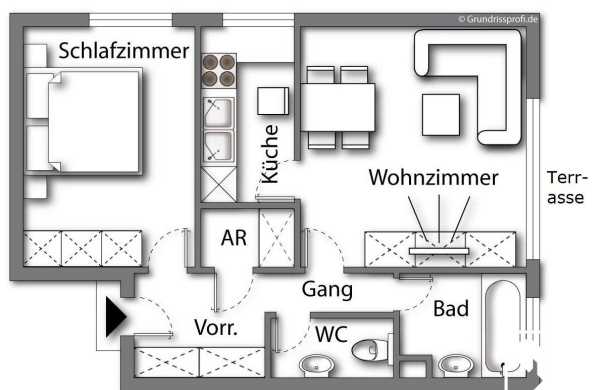 © Grundrissprofi.de
Schlafzimmer
Küche
Wohnzimmer
Terr-
asse
AR
Gang
Bad
Vorr.
WC